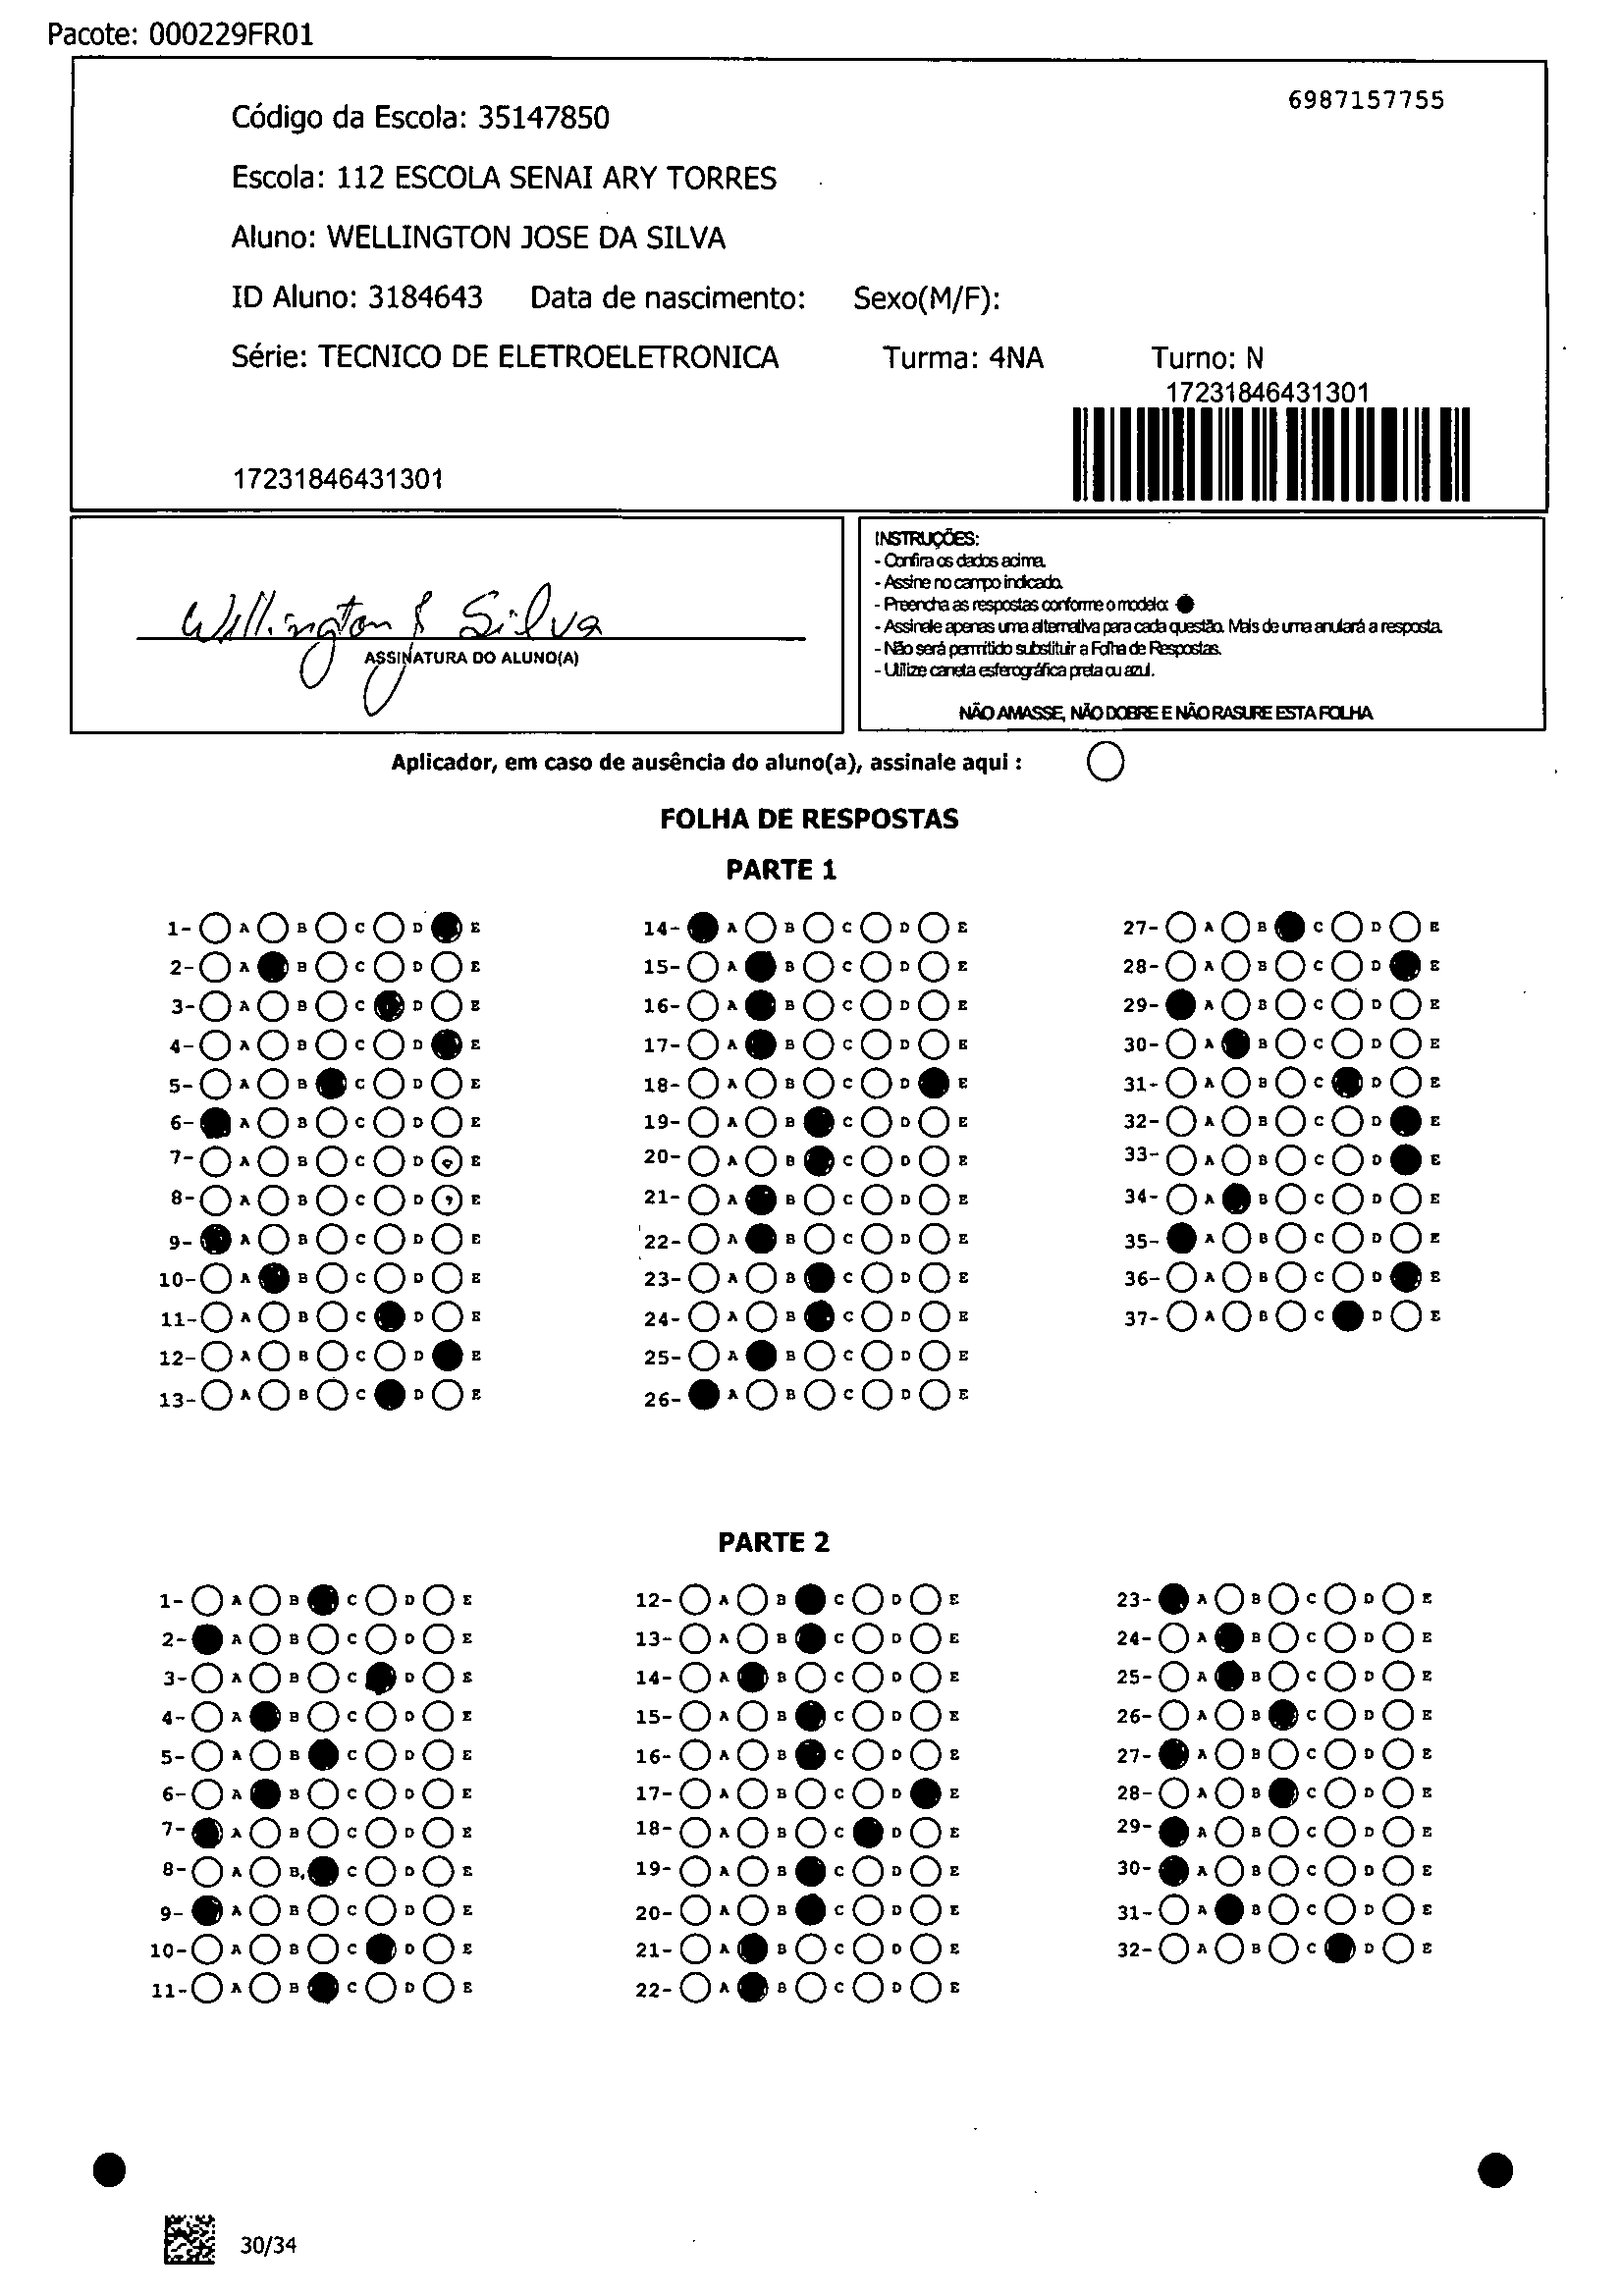 Pacote: 000229FR01
6987157755
Código da Escola: 35147850
Escola: 112 ESCOLA SENAI ARY TORRES
Aluno: WELLINGTON JOSE DA SILVA
ID Aluno: 3184643 Data de nascimento: Sexo(M/F):
Série: TECNICO DE ELETROELETRONICA Turma: 4NA Turno: N
17231846431301
17231846431301
Wellington J Silva
ASSINATURA DO ALUNO(A)
INSTRUÇÕES:
- Confira os dados acima.
- Assine no campo indicado.
- Preencha as respostas conforme o modelo:
- Assinale apenas uma alternativa para cada questão. Mais de uma anulará a resposta.
- Não será permitido substituir a Folha de Respostas.
- Utilize caneta esferográfica preta ou azul.
NÃO AMASSE, NÃO DOBRE E NÃO RASURE ESTA FOLHA
Aplicador, em caso de ausência do aluno(a), assinale aqui :
FOLHA DE RESPOSTAS
PARTE 1
1- A B C D E 14- A B C D E 27- A B C D E
2- A B C D E 15- A B C D E 28- A B C D E
3- A B C D E 16- A B C D E 29- A B C D E
4- A B C D E 17- A B C D E 30- A B C D E
5- A B C D E 18- A B C D E 31- A B C D E
6- A B C D E 19- A B C D E 32- A B C D E
7- A B C D E 20- A B C D E 33- A B C D E
8- A B C D E 21- A B C D E 34- A B C D E
9- A B C D E 22- A B C D E 35- A B C D E
10- A B C D E 23- A B C D E 36- A B C D E
11- A B C D E 24- A B C D E 37- A B C D E
12- A B C D E 25- A B C D E
13- A B C D E 26- A B C D E
PARTE 2
1- A B C D E 12- A B C D E 23- A B C D E
2- A B C D E 13- A B C D E 24- A B C D E
3- A B C D E 14- A B C D E 25- A B C D E
4- A B C D E 15- A B C D E 26- A B C D E
5- A B C D E 16- A B C D E 27- A B C D E
6- A B C D E 17- A B C D E 28- A B C D E
7- A B C D E 18- A B C D E 29- A B C D E
8- A B C D E 19- A B C D E 30- A B C D E
9- A B C D E 20- A B C D E 31- A B C D E
10- A B C D E 21- A B C D E 32- A B C D E
11- A B C D E 22- A B C D E
30/34